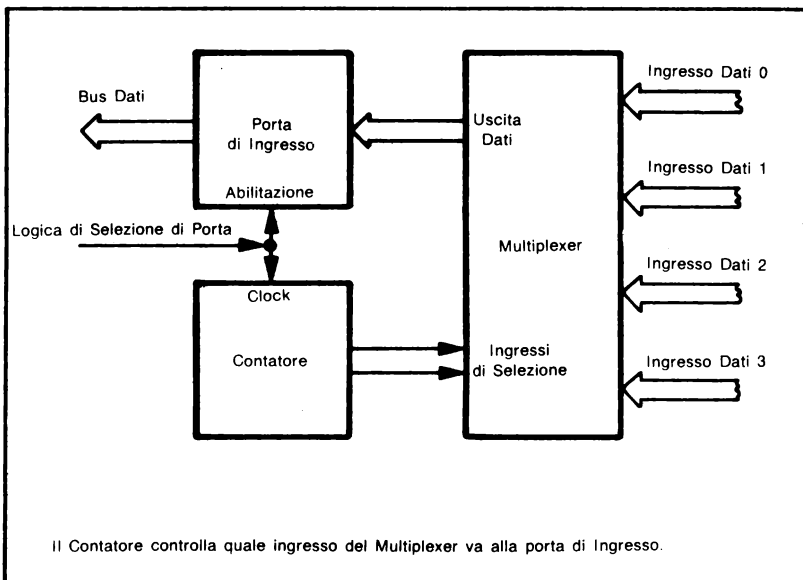 Bus Dati
Porta
di Ingresso
Abilitazione
Uscita
Dati
Ingresso Dati 0
Ingresso Dati 1
Logica di Selezione di Porta
Multiplexer
Ingresso Dati 2
Clock
Contatore
Ingressi
di Selezione
Ingresso Dati 3
Il Contatore controlla quale ingresso del Multiplexer va alla porta di Ingresso.